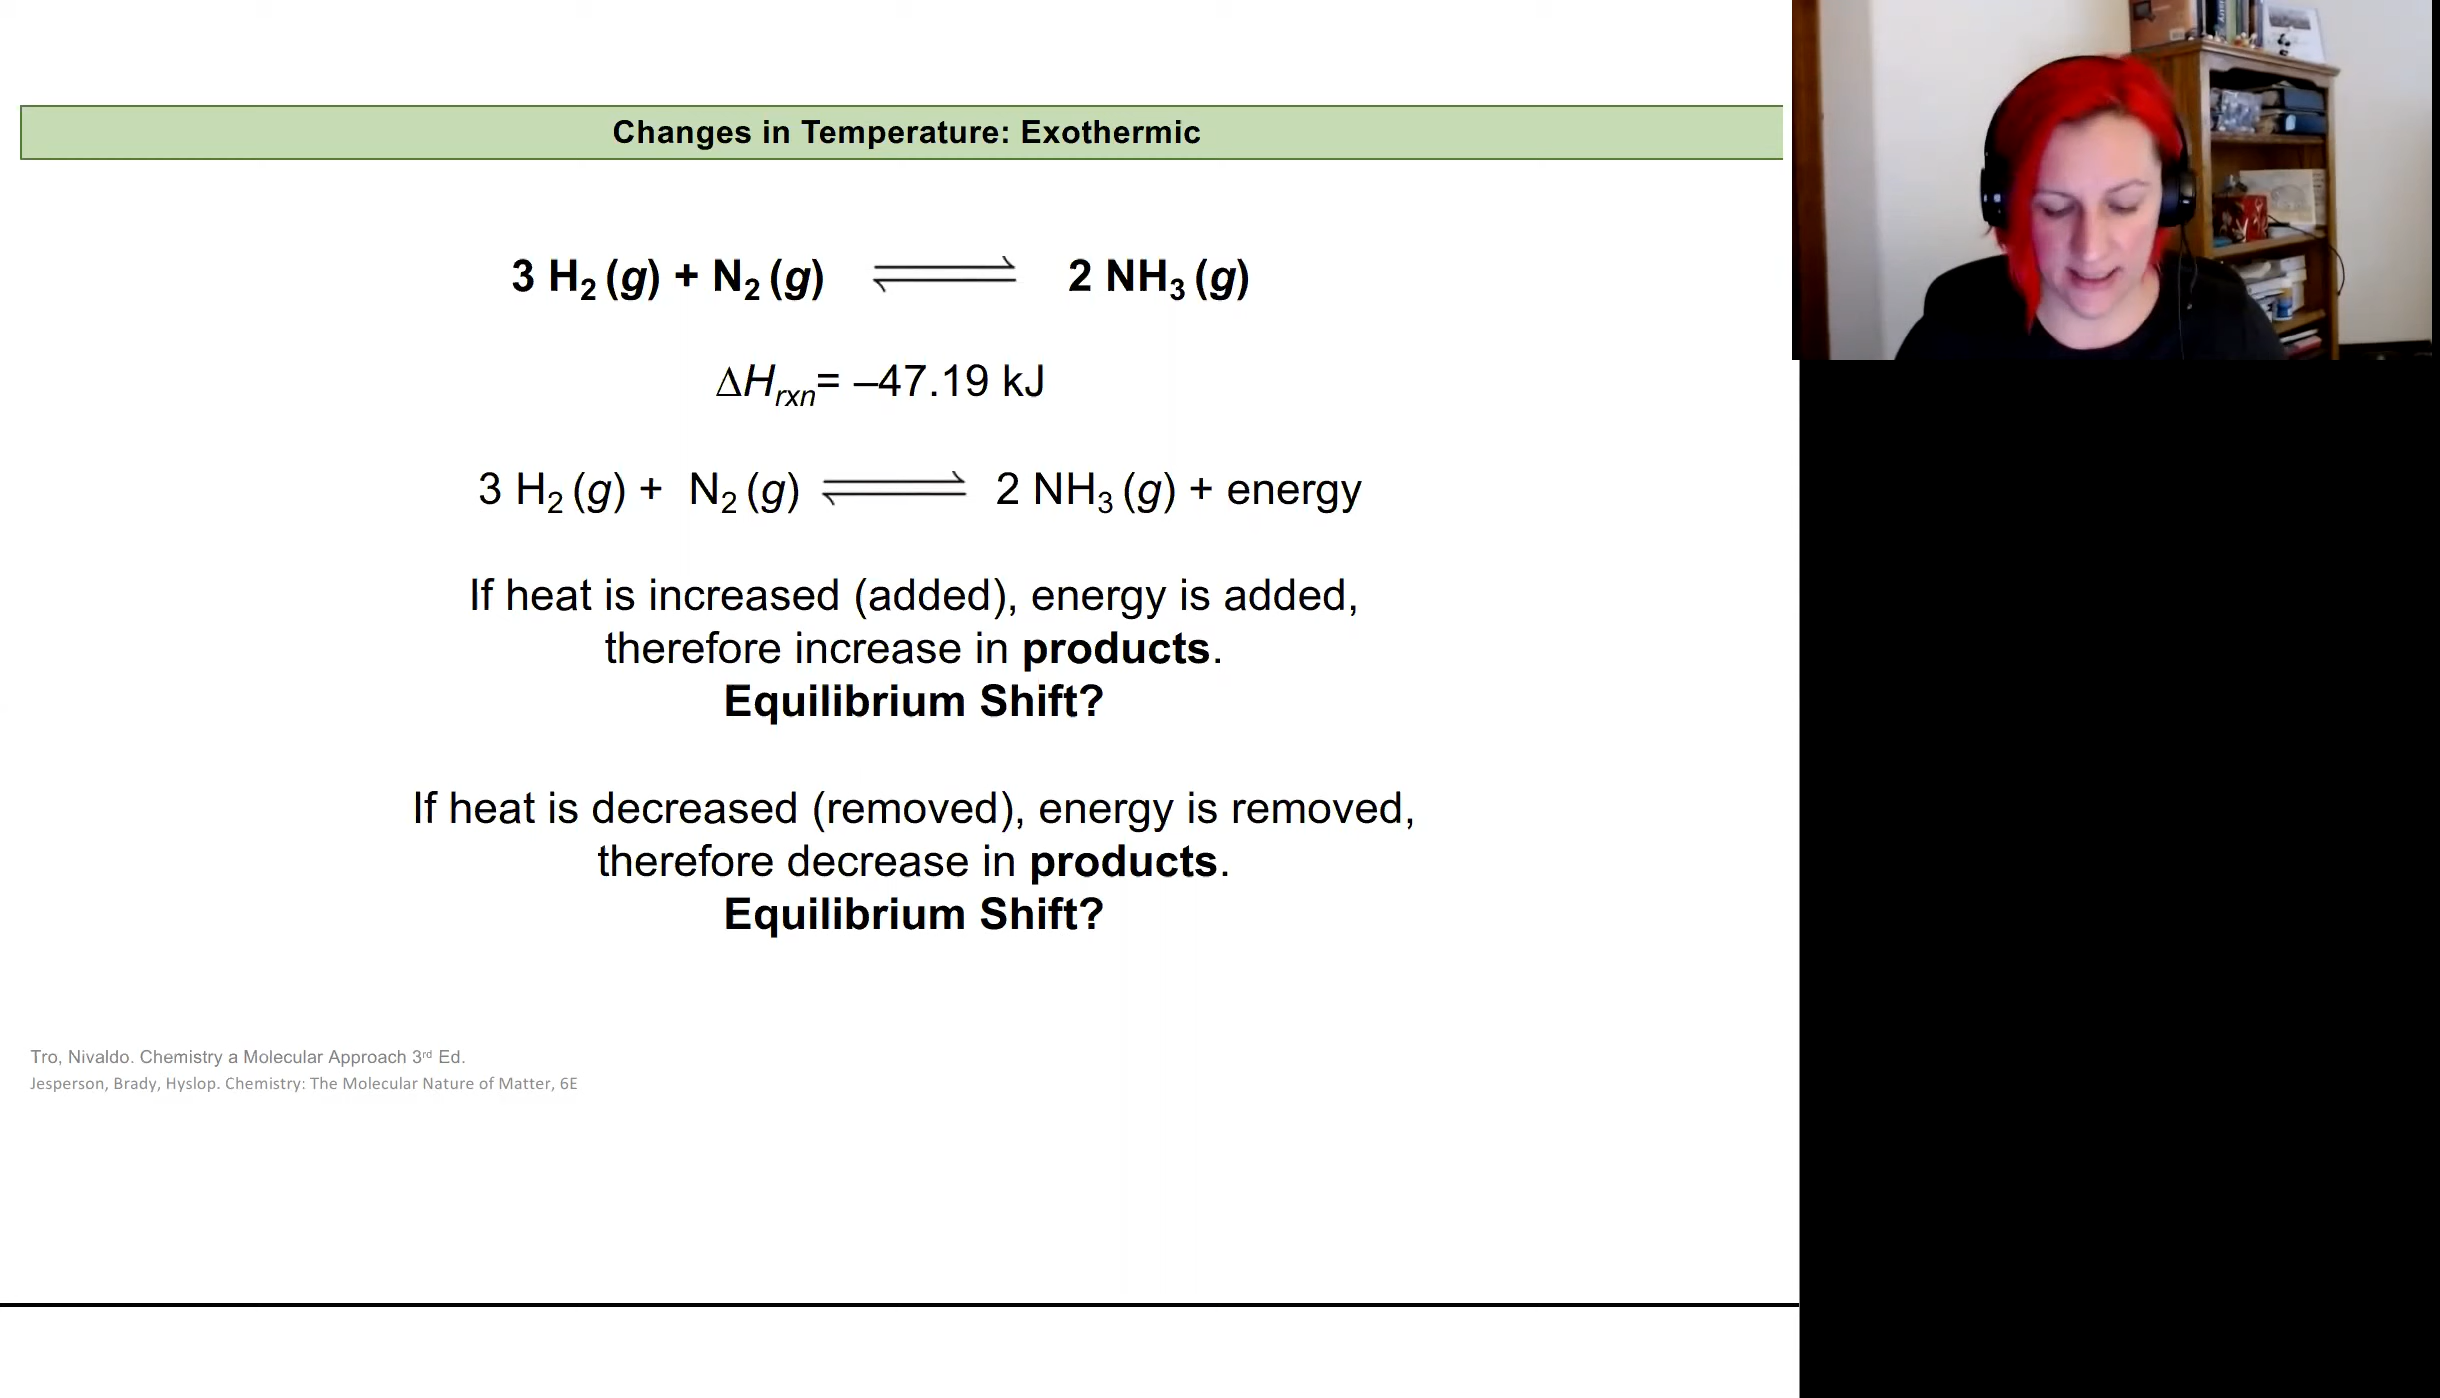 Changes in Temperature: Exothermic
3 H₂ (g) + N₂ (g) ⇌ 2 NH₃ (g)
ΔHrxn= –47.19 kJ
3 H₂ (g) + N₂ (g) ⇌ 2 NH₃ (g) + energy
If heat is increased (added), energy is added,
therefore increase in products.
Equilibrium Shift?
If heat is decreased (removed), energy is removed,
therefore decrease in products.
Equilibrium Shift?
Tro, Nivaldo. Chemistry a Molecular Approach 3rd Ed.
Jesperson, Brady, Hyslop. Chemistry: The Molecular Nature of Matter, 6E